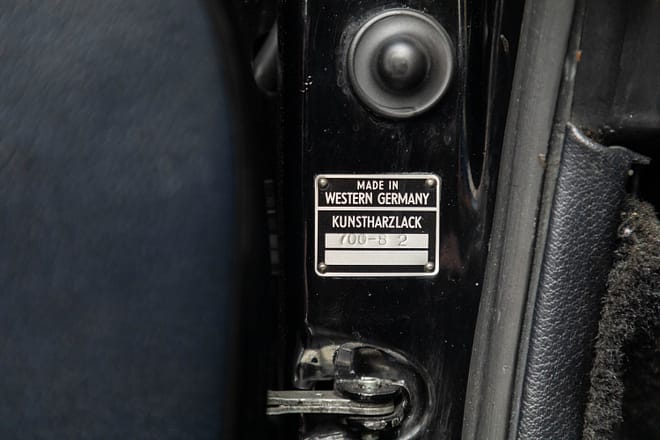 MADE IN
WESTERN GERMANY
KUNSTHARZLACK
700-S 2